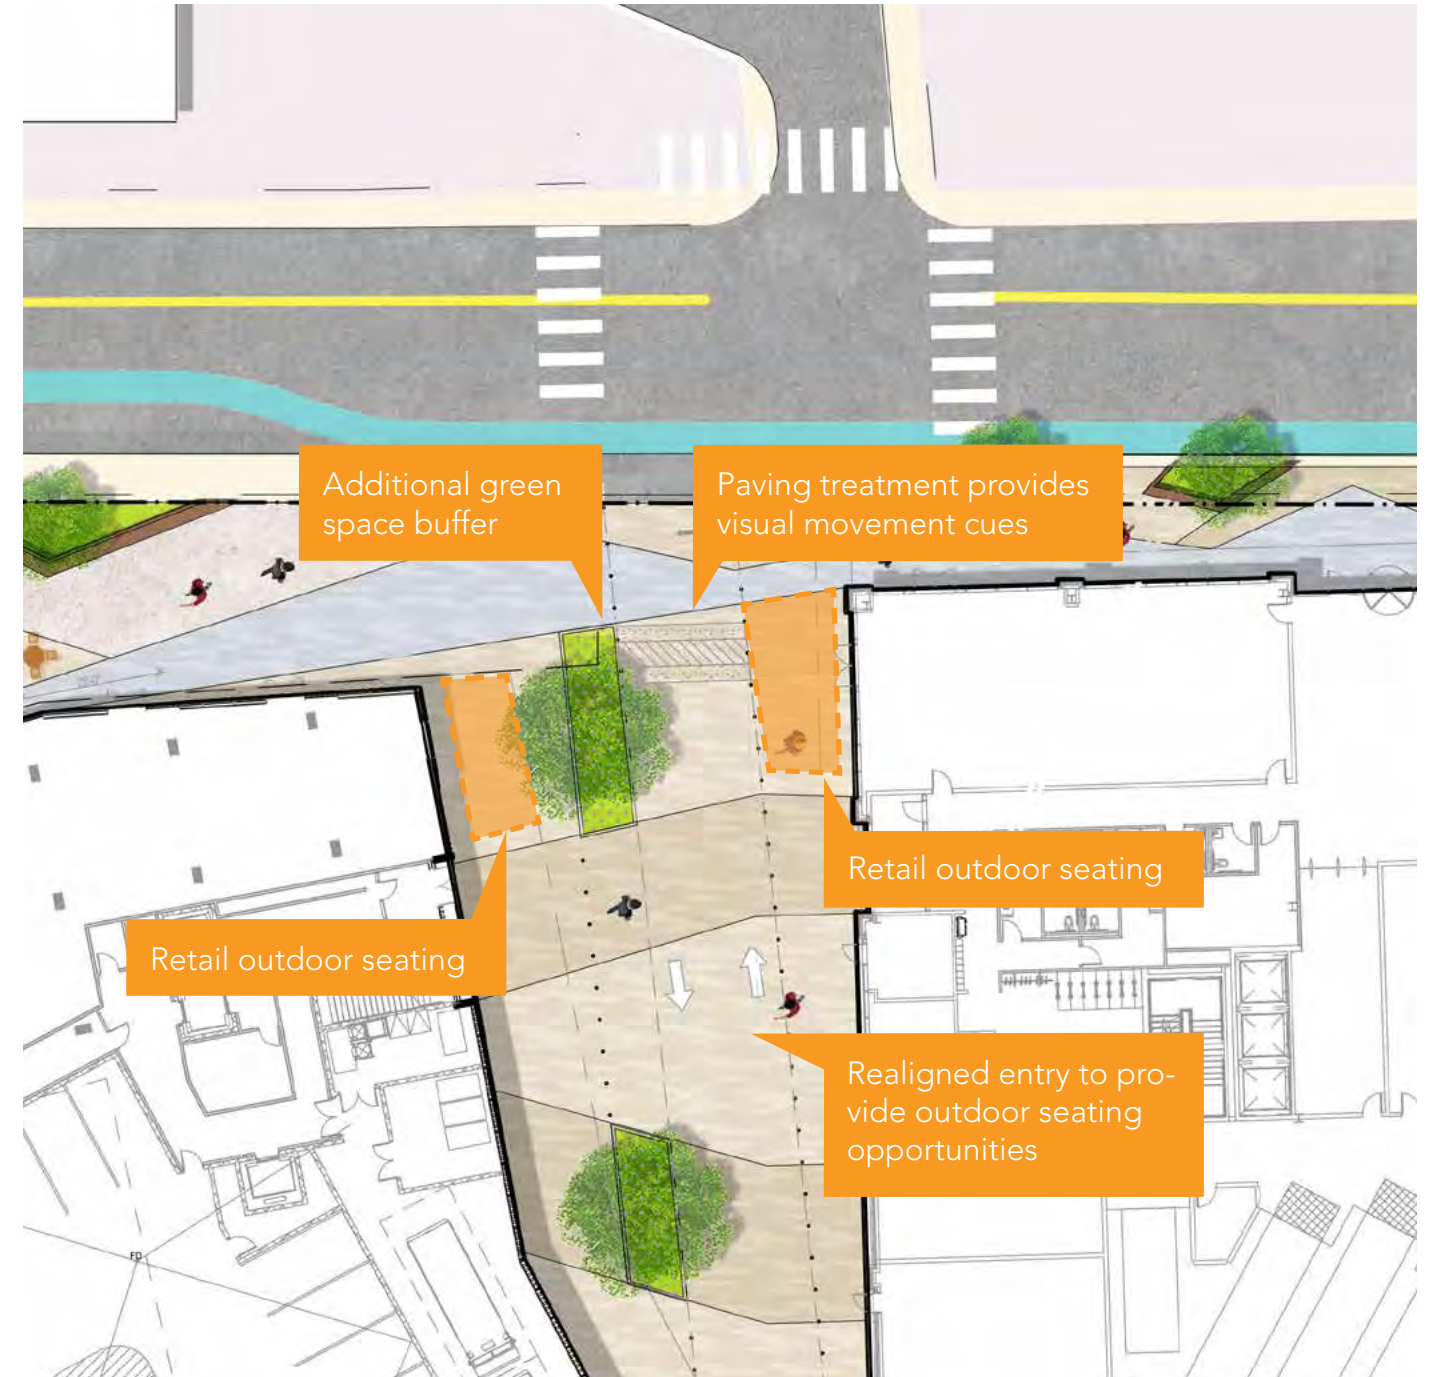 Additional green
space buffer
Paving treatment provides
visual movement cues
Retail outdoor seating
Retail outdoor seating
Realigned entry to pro-
vide outdoor seating
opportunities
FD